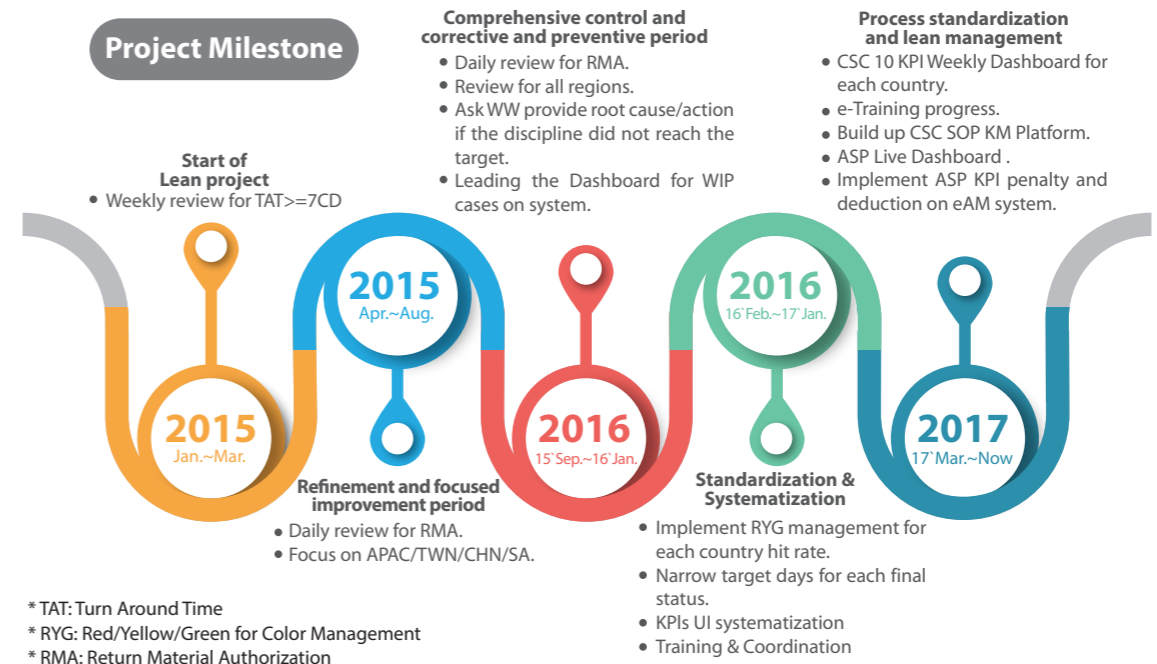 Project Milestone
Start of
Lean project
• Weekly review for TAT>=7CD
2015
Jan.~Mar.
2015
Apr.~Aug.
Refinement and focused
improvement period
• Daily review for RMA.
• Focus on APAC/TWN/CHN/SA.
Comprehensive control and
corrective and preventive period
• Daily review for RMA.
• Review for all regions.
• Ask WW provide root cause/action
if the discipline did not reach the
target.
• Leading the Dashboard for WIP
cases on system.
2016
15`Sep.~16`Jan.
2016
16`Feb.~17`Jan.
Standardization &
Systematization
• Implement RYG management for
each country hit rate.
• Narrow target days for each final
status.
• KPIs UI systematization
• Training & Coordination
Process standardization
and lean management
• CSC 10 KPI Weekly Dashboard for
each country.
• e-Training progress.
• Build up CSC SOP KM Platform.
• ASP Live Dashboard .
• Implement ASP KPI penalty and
deduction on eAM system.
2017
17`Mar.~Now
* TAT: Turn Around Time
* RYG: Red/Yellow/Green for Color Management
* RMA: Return Material Authorization